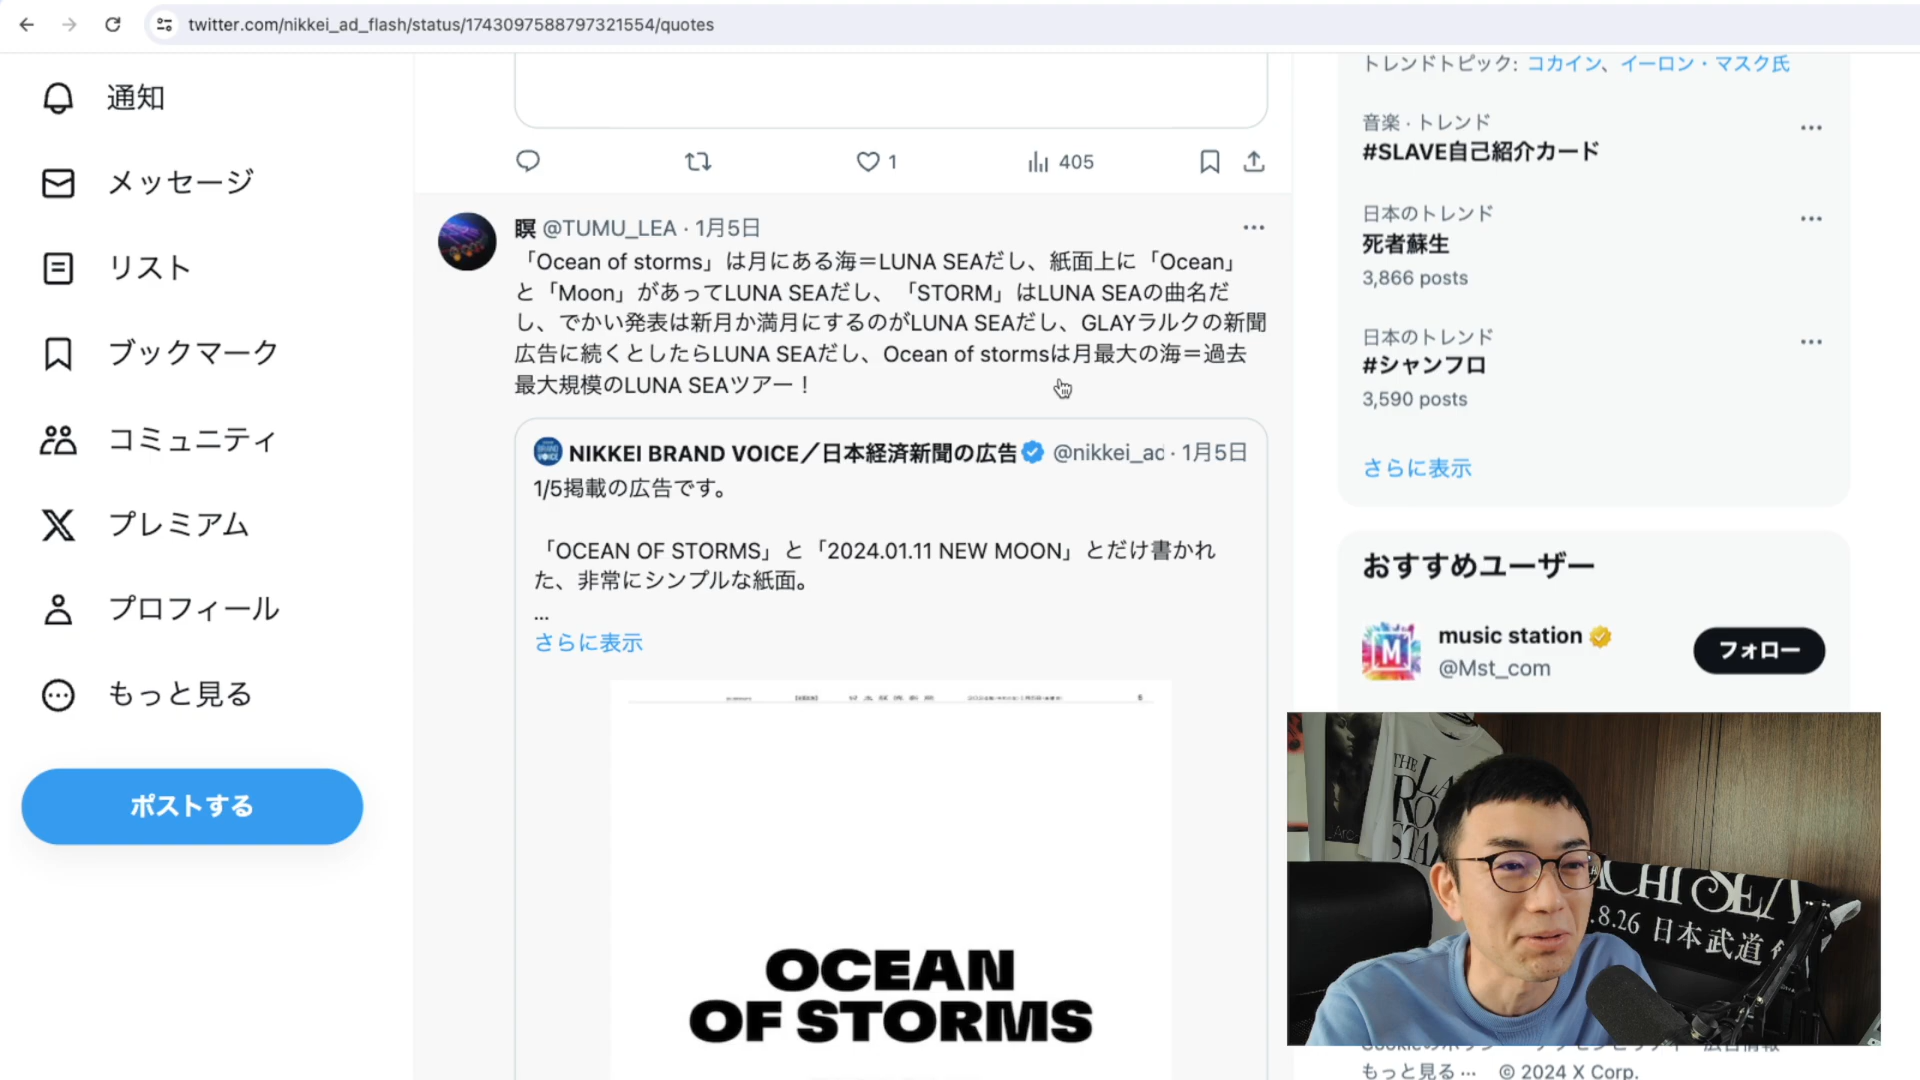 twitter.com/nikkei_ad_flash/status/1743097588797321554/quotes
通知
メッセージ
リスト
ブックマーク
コミュニティ
プレミアム
プロフィール
もっと見る
ポストする
1
405
瞑 @TUMU_LEA · 1月5日
「Ocean of storms」は月にある海＝LUNA SEAだし、紙面上に「Ocean」
と「Moon」があってLUNA SEAだし、「STORM」はLUNA SEAの曲名だ
し、でかい発表は新月か満月にするのがLUNA SEAだし、GLAYラルクの新聞
広告に続くとしたらLUNA SEAだし、Ocean of stormsは月最大の海＝過去
最大規模のLUNA SEAツアー！
NIKKEI BRAND VOICE／日本経済新聞の広告 @nikkei_ad · 1月5日
1/5掲載の広告です。
「OCEAN OF STORMS」と「2024.01.11 NEW MOON」とだけ書かれ
た、非常にシンプルな紙面。
...
さらに表示
OCEAN
OF STORMS
トレンドトピック: コカイン、イーロン・マスク氏
音楽 · トレンド
#SLAVE自己紹介カード
日本のトレンド
死者蘇生
3,866 posts
日本のトレンド
#シャンフロ
3,590 posts
さらに表示
おすすめユーザー
M
music station
@Mst_com
フォロー
THE LA
RO
STA
.8.26 日本武道
もっと見る ... © 2024 X Corp.